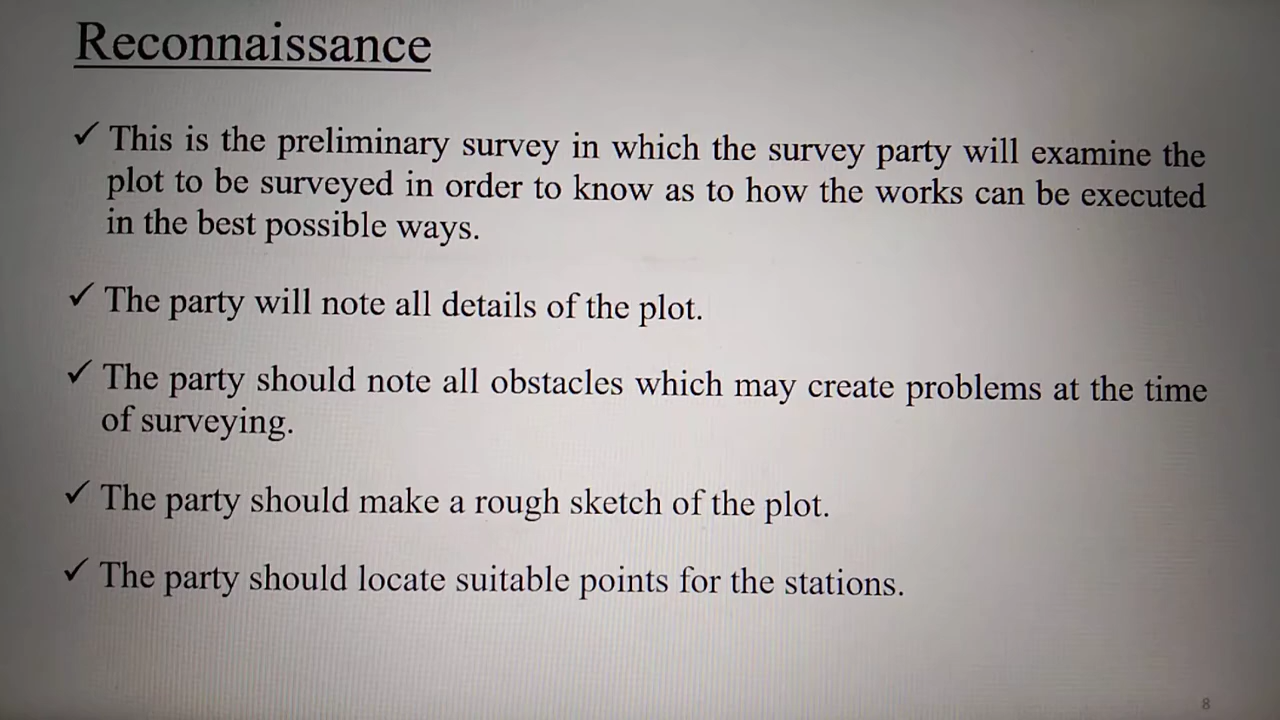 Reconnaissance
✓ This is the preliminary survey in which the survey party will examine the
plot to be surveyed in order to know as to how the works can be executed
in the best possible ways.
✓ The party will note all details of the plot.
✓ The party should note all obstacles which may create problems at the time
of surveying.
✓ The party should make a rough sketch of the plot.
✓ The party should locate suitable points for the stations.
8